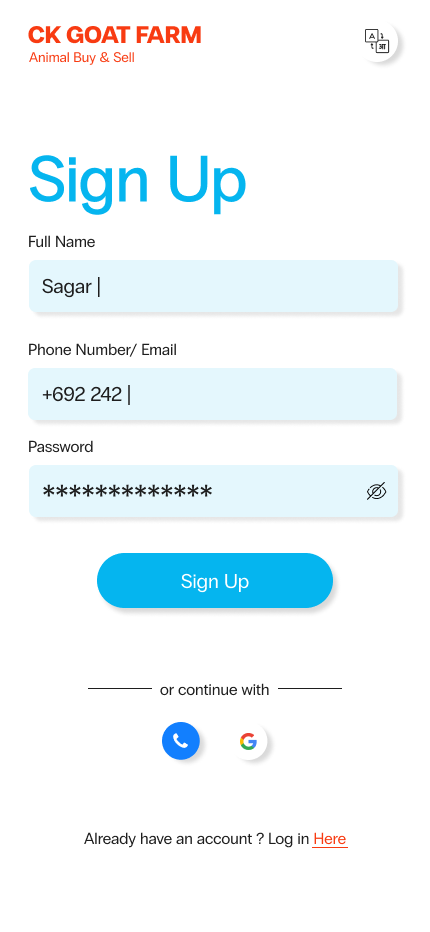 CK GOAT FARM
Animal Buy & Sell
A
अ
Sign Up
Full Name
Sagar |
Phone Number/ Email
+692 242 |
Password
*************
Sign Up
or continue with
G
Already have an account ? Log in Here